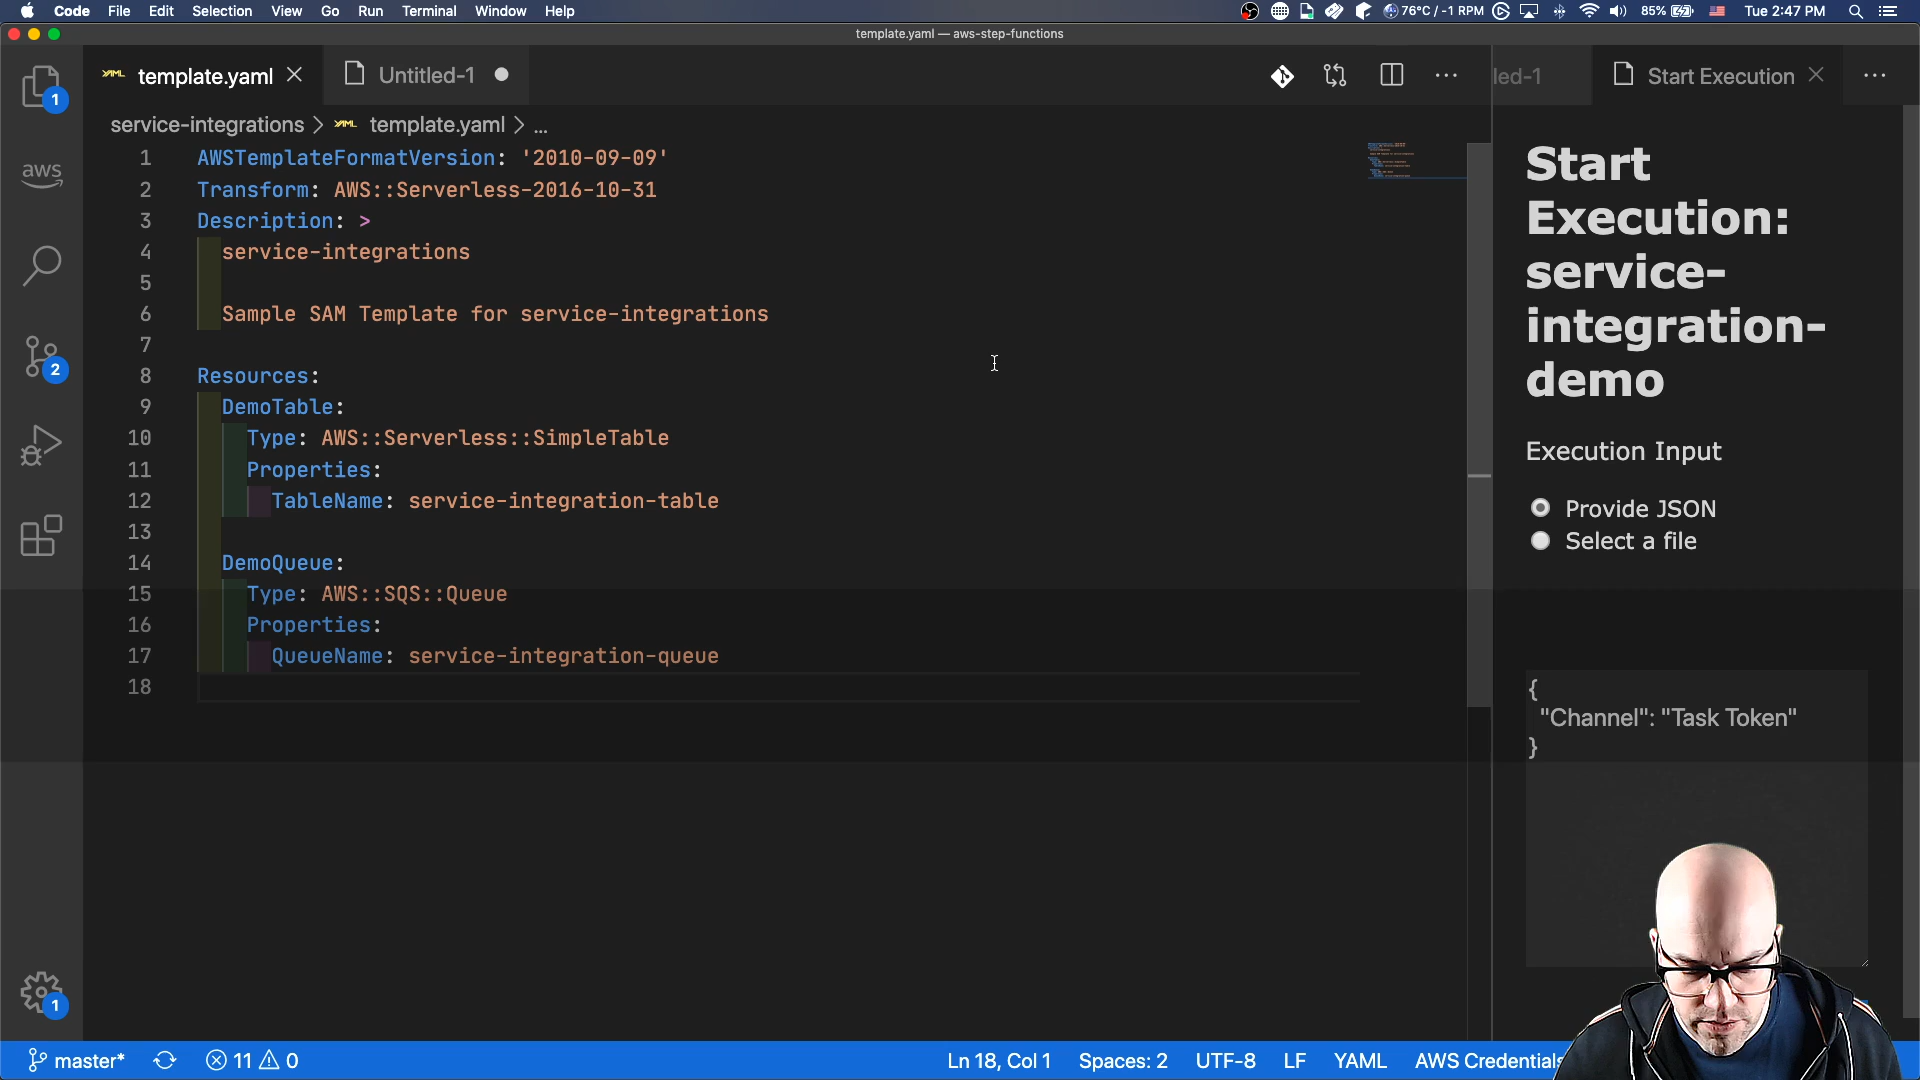 Code File Edit Selection View Go Run Terminal Window Help
76°C / -1 RPM 85% Tue 2:47 PM
template.yaml — aws-step-functions
template.yaml Untitled-1
led-1 Start Execution
service-integrations > template.yaml > ...
1 AWSTemplateFormatVersion: '2010-09-09'
2 Transform: AWS::Serverless-2016-10-31
3 Description: >
4 service-integrations
5
6 Sample SAM Template for service-integrations
7
8 Resources:
9 DemoTable:
10 Type: AWS::Serverless::SimpleTable
11 Properties:
12 TableName: service-integration-table
13
14 DemoQueue:
15 Type: AWS::SQS::Queue
16 Properties:
17 QueueName: service-integration-queue
18
1
aws
2
1
Start
Execution:
service-
integration-
demo
Execution Input
Provide JSON
Select a file
{
"Channel": "Task Token"
}
master* 11 0 Ln 18, Col 1 Spaces: 2 UTF-8 LF YAML AWS Credentials